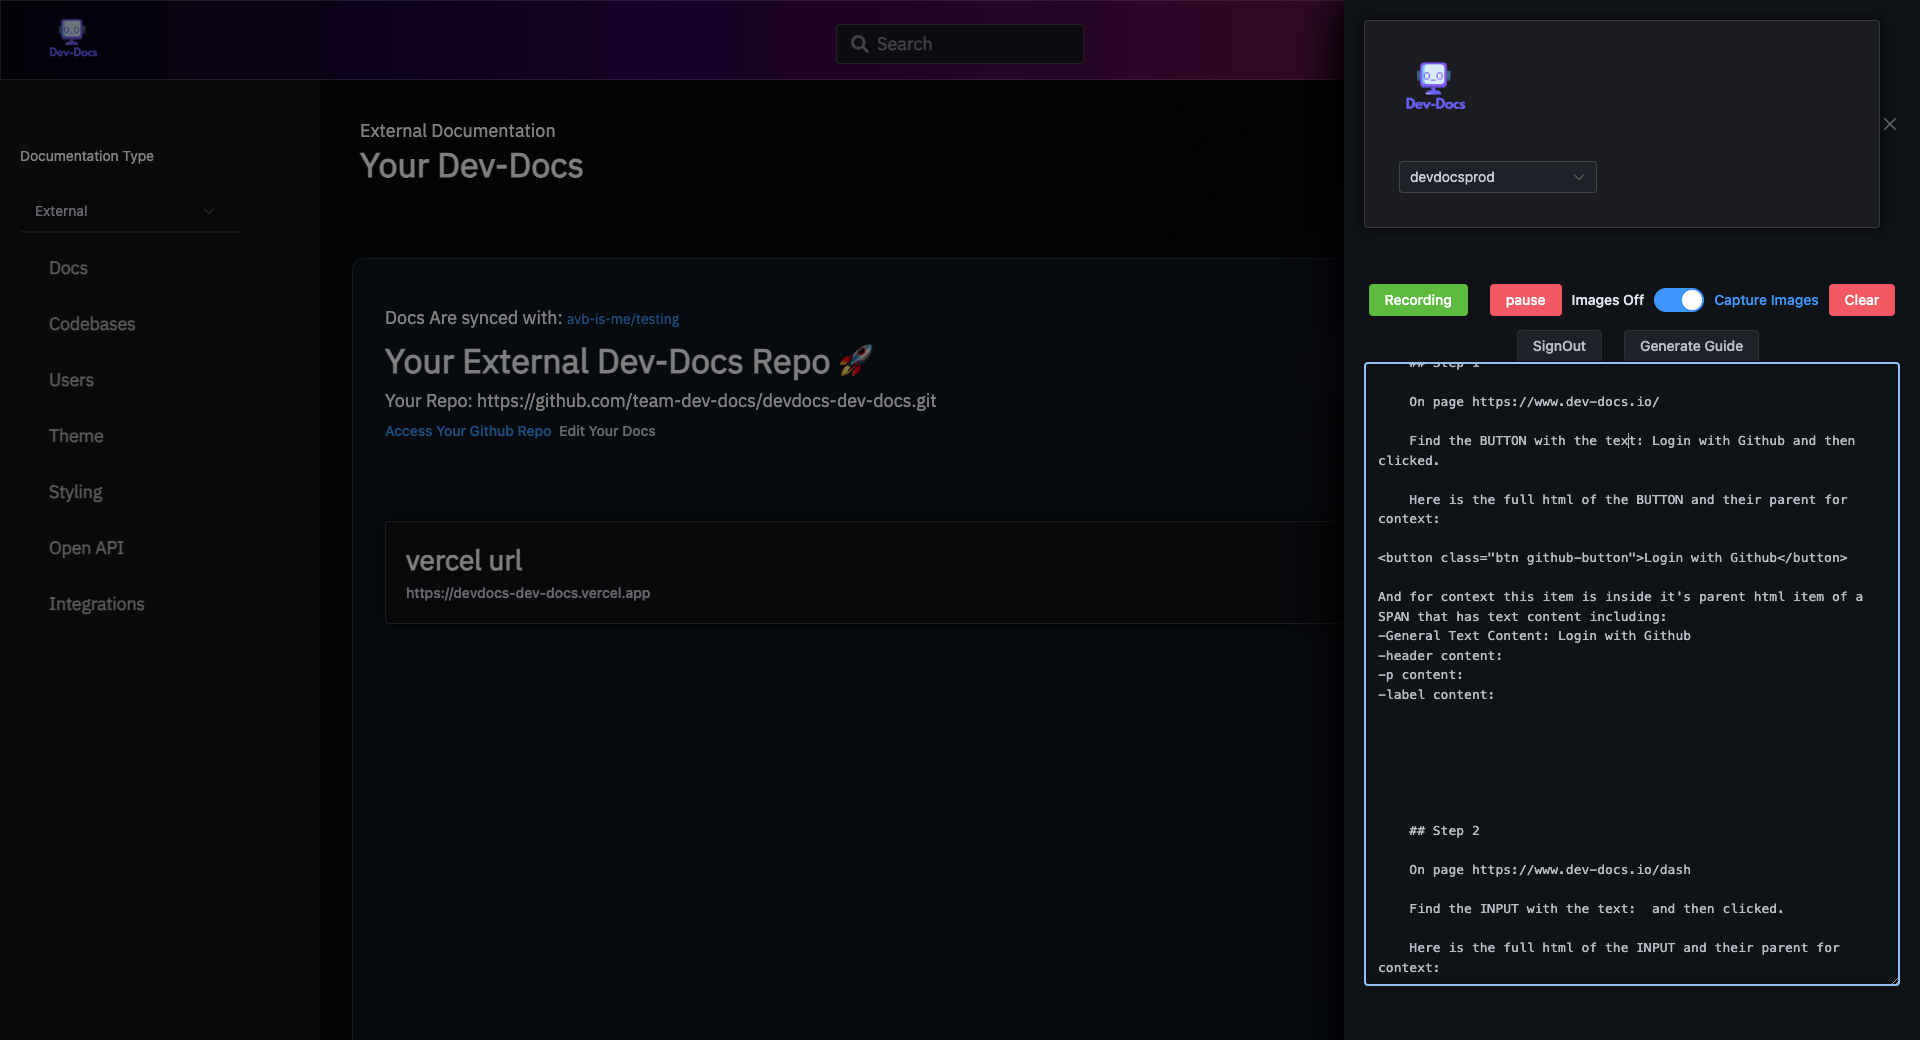 Dev-Docs
Search
Documentation Type
External
Docs
Codebases
Users
Theme
Styling
Open API
Integrations
External Documentation
Your Dev-Docs
Docs Are synced with: avb-is-me/testing
Your External Dev-Docs Repo 🚀
Your Repo: https://github.com/team-dev-docs/devdocs-dev-docs.git
Access Your Github Repo Edit Your Docs
vercel url
https://devdocs-dev-docs.vercel.app
Dev-Docs
devdocsprod
Recording pause Images Off Capture Images Clear
SignOut Generate Guide
## Step 1
On page https://www.dev-docs.io/
Find the BUTTON with the text: Login with Github and then
clicked.
Here is the full html of the BUTTON and their parent for
context:
<button class="btn github-button">Login with Github</button>
And for context this item is inside it's parent html item of a
SPAN that has text content including:
-General Text Content: Login with Github
-header content:
-p content:
-label content:
## Step 2
On page https://www.dev-docs.io/dash
Find the INPUT with the text:  and then clicked.
Here is the full html of the INPUT and their parent for
context: